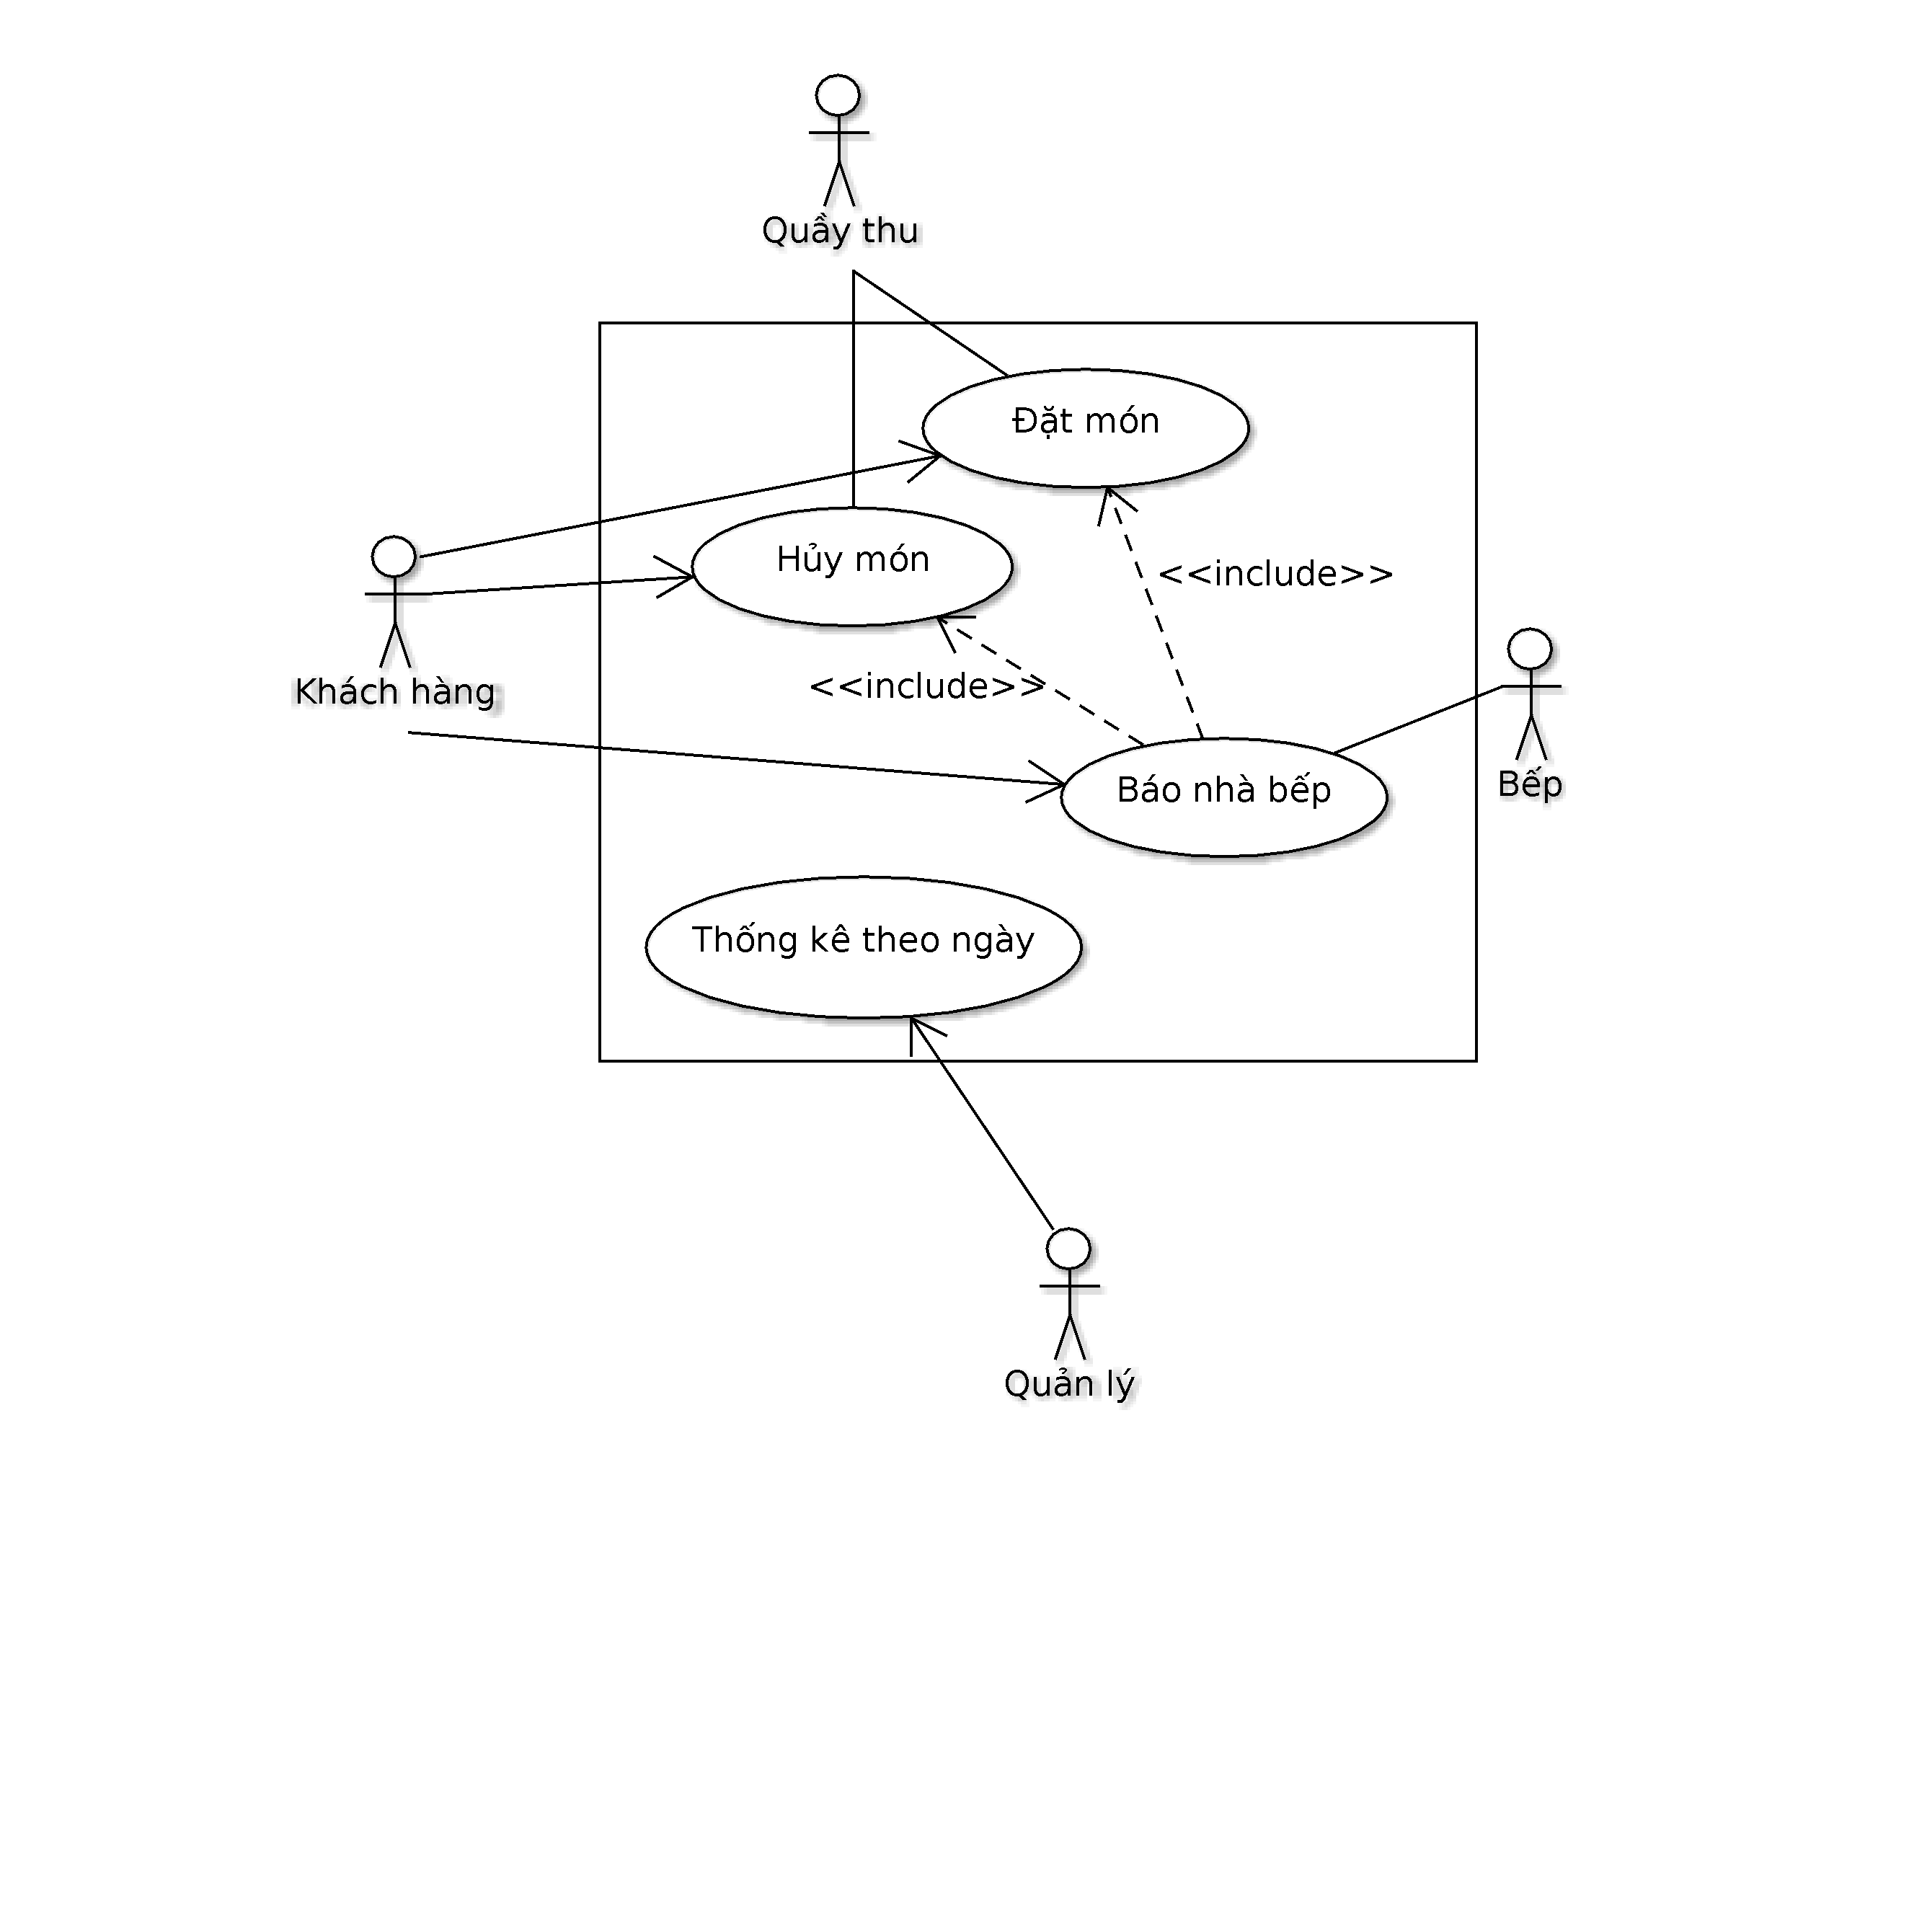 Quầy thu
Đặt món
Hủy món
<<include>>
<<include>>
Khách hàng
Báo nhà bếp
Bếp
Thống kê theo ngày
Quản lý